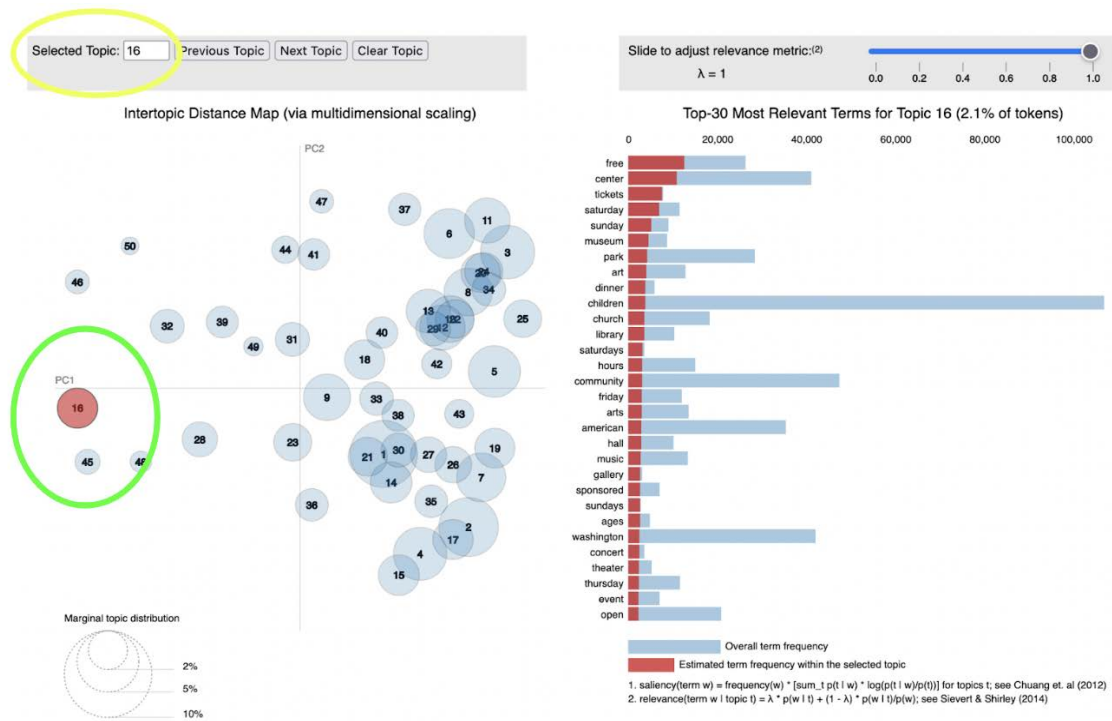 Selected Topic: 16 Previous Topic Next Topic Clear Topic
Slide to adjust relevance metric:(2)
λ = 1
0.0 0.2 0.4 0.6 0.8 1.0
Intertopic Distance Map (via multidimensional scaling)
PC2
PC1
47
37
11
6
50
44
41
3
46
34
8
13
25
32
39
40
31
49
18
42
5
16
9
33
38
43
28
23
45
21
1
30
27
19
26
7
14
35
36
2
17
4
15
Marginal topic distribution
2%
5%
10%
Top-30 Most Relevant Terms for Topic 16 (2.1% of tokens)
0 20,000 40,000 60,000 80,000 100,000
free
center
tickets
saturday
sunday
museum
park
art
dinner
children
church
library
saturdays
hours
community
friday
arts
american
hall
music
gallery
sponsored
sundays
ages
washington
concert
theater
thursday
event
open
Overall term frequency
Estimated term frequency within the selected topic
1. saliency(term w) = frequency(w) * [sum_t p(t | w) * log(p(t | w)/p(t))] for topics t; see Chuang et. al (2012)
2. relevance(term w | topic t) = λ * p(w | t) + (1 - λ) * p(w | t)/p(w); see Sievert & Shirley (2014)